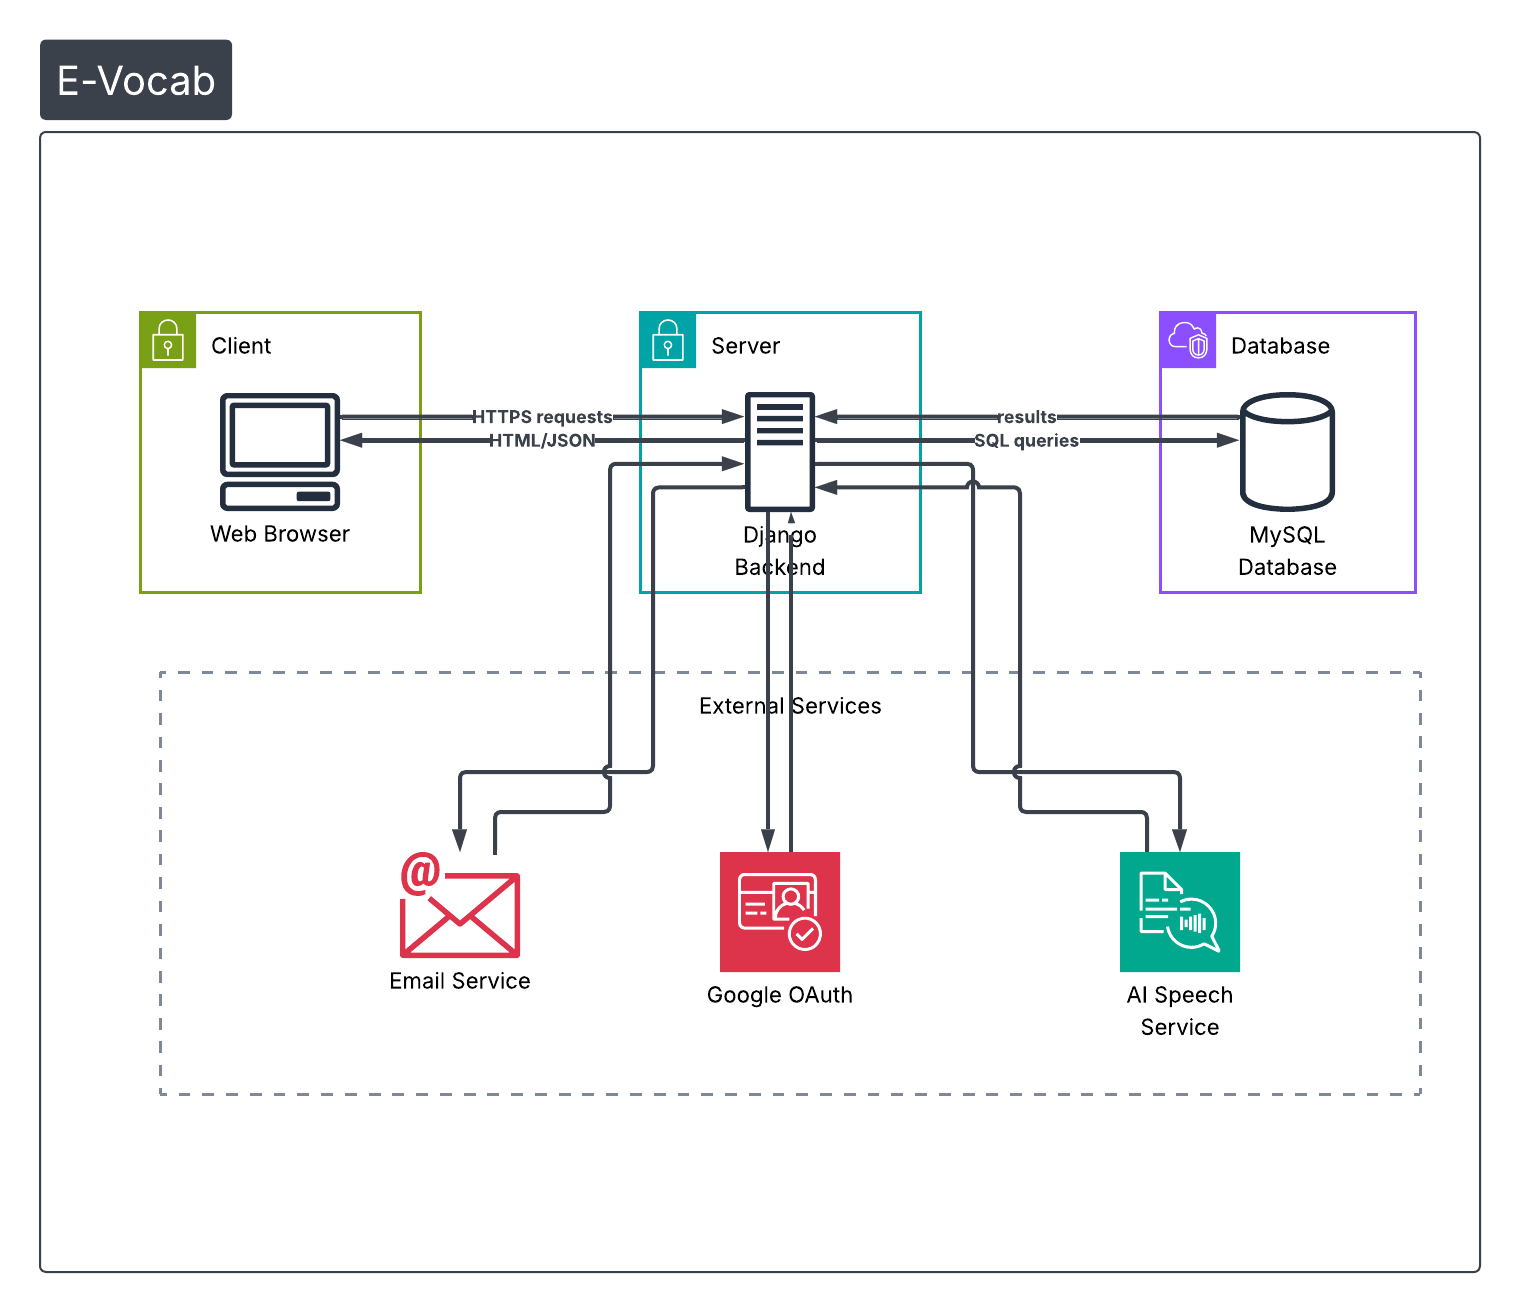 E-Vocab
Client
Server
Database
HTTPS requests
results
HTML/JSON
SQL queries
Web Browser
Django
Backend
MySQL
Database
External Services
@
Email Service
Google OAuth
AI Speech
Service